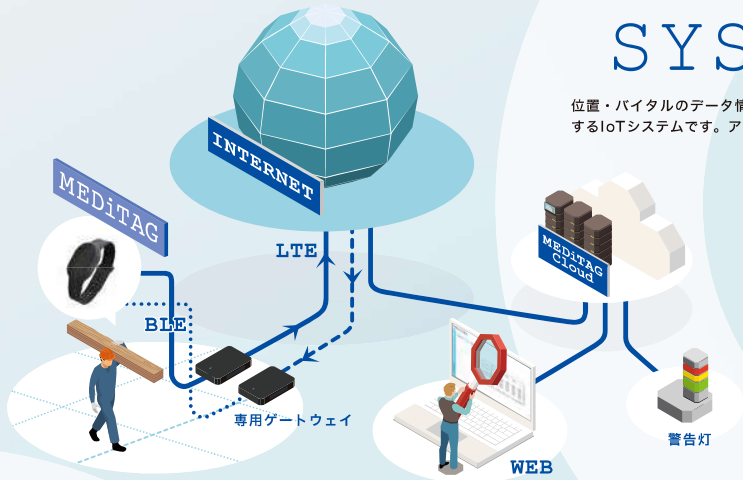 SYS
位置・バイタルのデータ情
するIoTシステムです。ア
INTERNET
MEDiTAG
LTE
MEDiTAG
Cloud
BLE
専用ゲートウェイ
警告灯
WEB